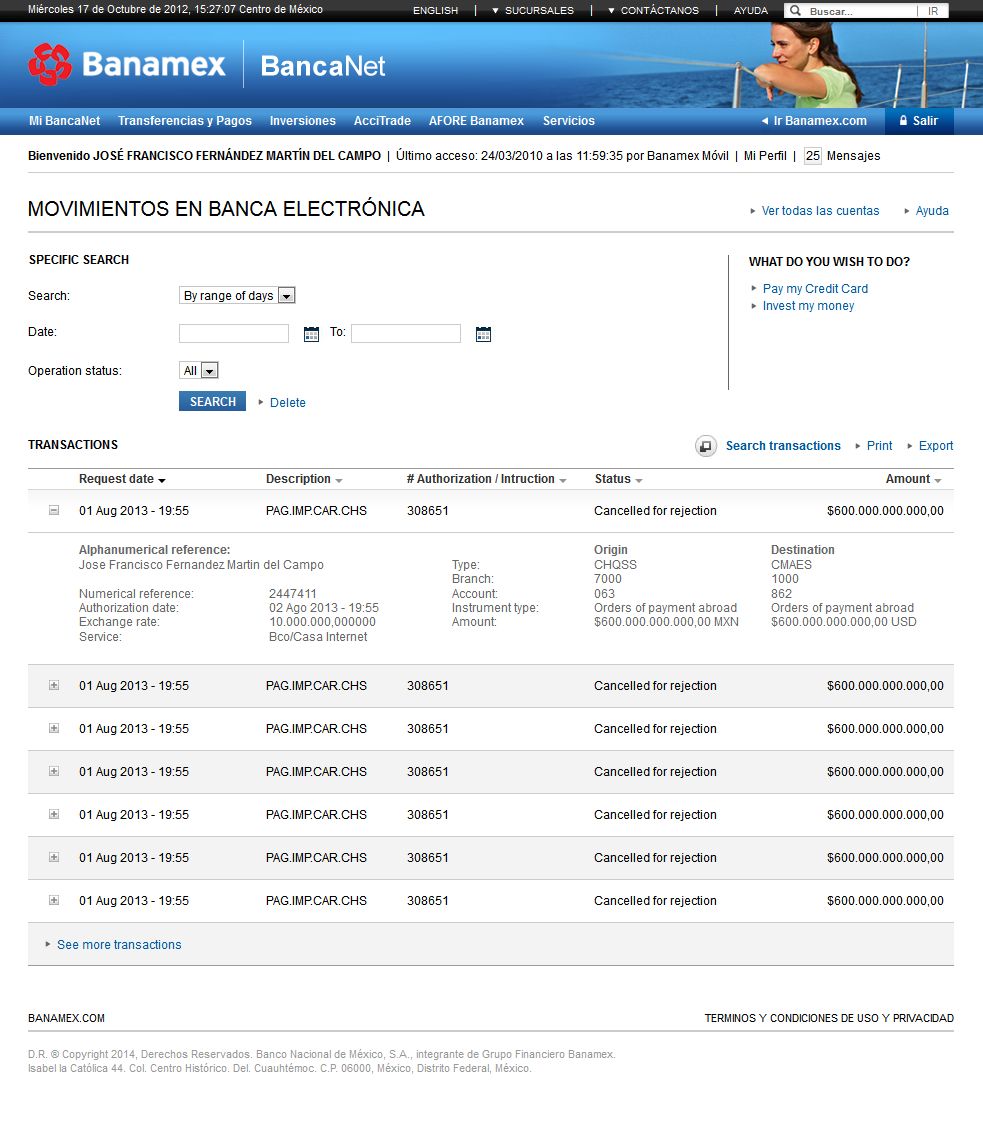 Miércoles 17 de Octubre de 2012, 15:27:07 Centro de México ENGLISH | ▼ SUCURSALES | ▼ CONTÁCTANOS | AYUDA Buscar... | IR
Banamex | BancaNet
Mi BancaNet Transferencias y Pagos Inversiones AcciTrade AFORE Banamex Servicios Ir Banamex.com Salir
Bienvenido JOSÉ FRANCISCO FERNÁNDEZ MARTÍN DEL CAMPO | Último acceso: 24/03/2010 a las 11:59:35 por Banamex Móvil | Mi Perfil | 25 Mensajes
MOVIMIENTOS EN BANCA ELECTRÓNICA Ver todas las cuentas Ayuda
SPECIFIC SEARCH
Search: By range of days
Date: To:
Operation status: All
SEARCH Delete
WHAT DO YOU WISH TO DO?
Pay my Credit Card
Invest my money
TRANSACTIONS Search transactions Print Export
Request date Description # Authorization / Intruction Status Amount
01 Aug 2013 - 19:55 PAG.IMP.CAR.CHS 308651 Cancelled for rejection $600.000.000.000,00
Alphanumerical reference: Origin Destination
Jose Francisco Fernandez Martin del Campo Type: CHQSS CMAES
Branch: 7000 1000
Numerical reference: 2447411 Account: 063 862
Authorization date: 02 Ago 2013 - 19:55 Instrument type: Orders of payment abroad Orders of payment abroad
Exchange rate: 10.000.000,000000 Amount: $600.000.000.000,00 MXN $600.000.000.000,00 USD
Service: Bco/Casa Internet
01 Aug 2013 - 19:55 PAG.IMP.CAR.CHS 308651 Cancelled for rejection $600.000.000.000,00
01 Aug 2013 - 19:55 PAG.IMP.CAR.CHS 308651 Cancelled for rejection $600.000.000.000,00
01 Aug 2013 - 19:55 PAG.IMP.CAR.CHS 308651 Cancelled for rejection $600.000.000.000,00
01 Aug 2013 - 19:55 PAG.IMP.CAR.CHS 308651 Cancelled for rejection $600.000.000.000,00
01 Aug 2013 - 19:55 PAG.IMP.CAR.CHS 308651 Cancelled for rejection $600.000.000.000,00
01 Aug 2013 - 19:55 PAG.IMP.CAR.CHS 308651 Cancelled for rejection $600.000.000.000,00
See more transactions
BANAMEX.COM TERMINOS Y CONDICIONES DE USO Y PRIVACIDAD
D.R. ® Copyright 2014, Derechos Reservados. Banco Nacional de México, S.A., integrante de Grupo Financiero Banamex.
Isabel la Católica 44. Col. Centro Histórico. Del. Cuauhtémoc. C.P. 06000, México, Distrito Federal, México.